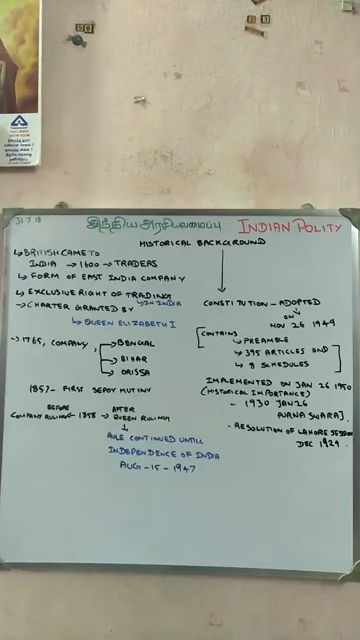 31-7-18
இந்திய அரசியலமைப்பு INDIAN POLITY
HISTORICAL BACKGROUND
↳ BRITISH CAME TO
INDIA → 1600 → TRADERS
↳ FORM OF EAST INDIA COMPANY
↳ EXCLUSIVE RIGHT OF TRADING
↳ IN INDIA
→ CHARTER GRANTED BY
↳ QUEEN ELIZABETH I
→ 1765, COMPANY,
→ BENGAL
→ BIHAR
→ ORISSA
1857 - FIRST SEPOY MUTINY
BEFORE AFTER
COMPANY RULING ← 1858 → QUEEN RULING
↓
RULE CONTINUED UNTIL
INDEPENDENCE OF INDIA
AUG - 15 - 1947
CONSTITUTION - ADOPTED
ON
NOV 26 1949
CONTAINS
↳ PREAMBLE
↳ 395 ARTICLES AND
↳ 8 SCHEDULES
IMPLEMENTED ON JAN 26 1950
(HISTORICAL IMPORTANCE)
- 1930 JAN 26
PURNA SWARAJ
- RESOLUTION OF LAHORE SESSION
DEC 1929.